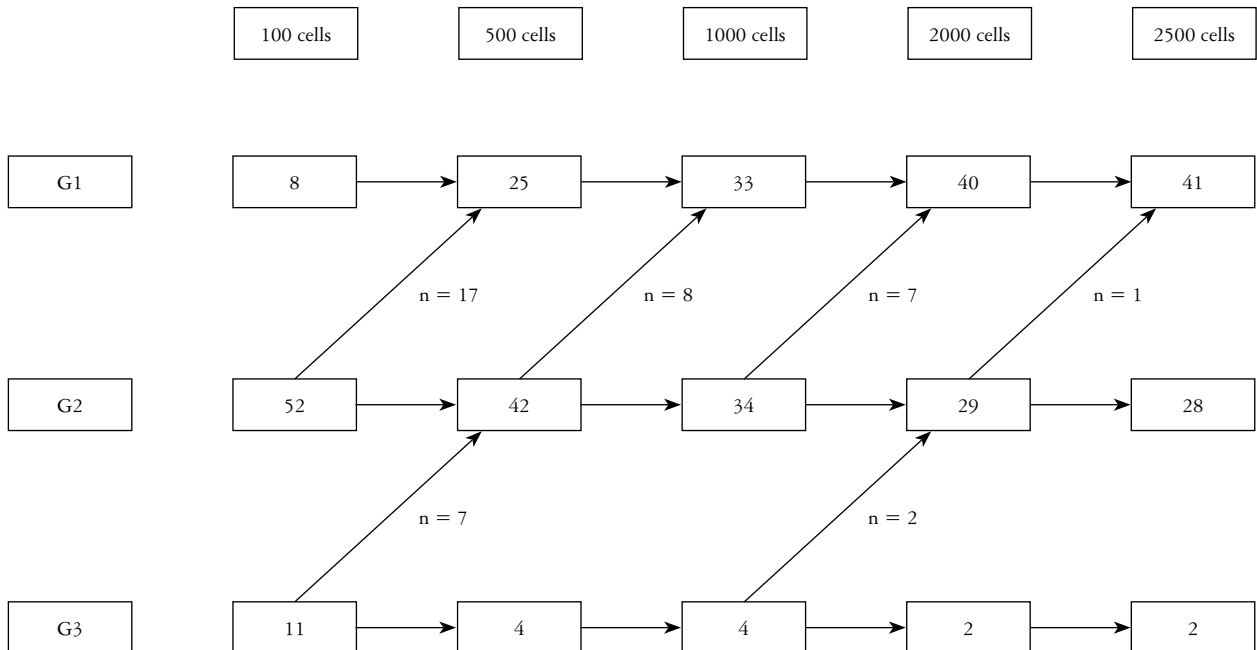 100 cells
500 cells
1000 cells
2000 cells
2500 cells
G1
8
25
33
40
41
n = 17
n = 8
n = 7
n = 1
G2
52
42
34
29
28
n = 7
n = 2
G3
11
4
4
2
2